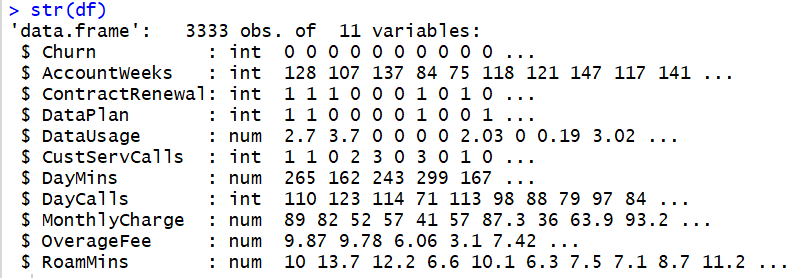 > str(df)
'data.frame':   3333 obs. of  11 variables:
 $ Churn          : int  0 0 0 0 0 0 0 0 0 0 ...
 $ AccountWeeks   : int  128 107 137 84 75 118 121 147 117 141 ...
 $ ContractRenewal: int  1 1 1 0 0 0 1 0 1 0 ...
 $ DataPlan       : int  1 1 0 0 0 0 1 0 0 1 ...
 $ DataUsage      : num  2.7 3.7 0 0 0 0 2.03 0 0.19 3.02 ...
 $ CustServCalls  : int  1 1 0 2 3 0 3 0 1 0 ...
 $ DayMins        : num  265 162 243 299 167 ...
 $ DayCalls       : int  110 123 114 71 113 98 88 79 97 84 ...
 $ MonthlyCharge  : num  89 82 52 57 41 57 87.3 36 63.9 93.2 ...
 $ OverageFee     : num  9.87 9.78 6.06 3.1 7.42 ...
 $ RoamMins       : num  10 13.7 12.2 6.6 10.1 6.3 7.5 7.1 8.7 11.2 ...